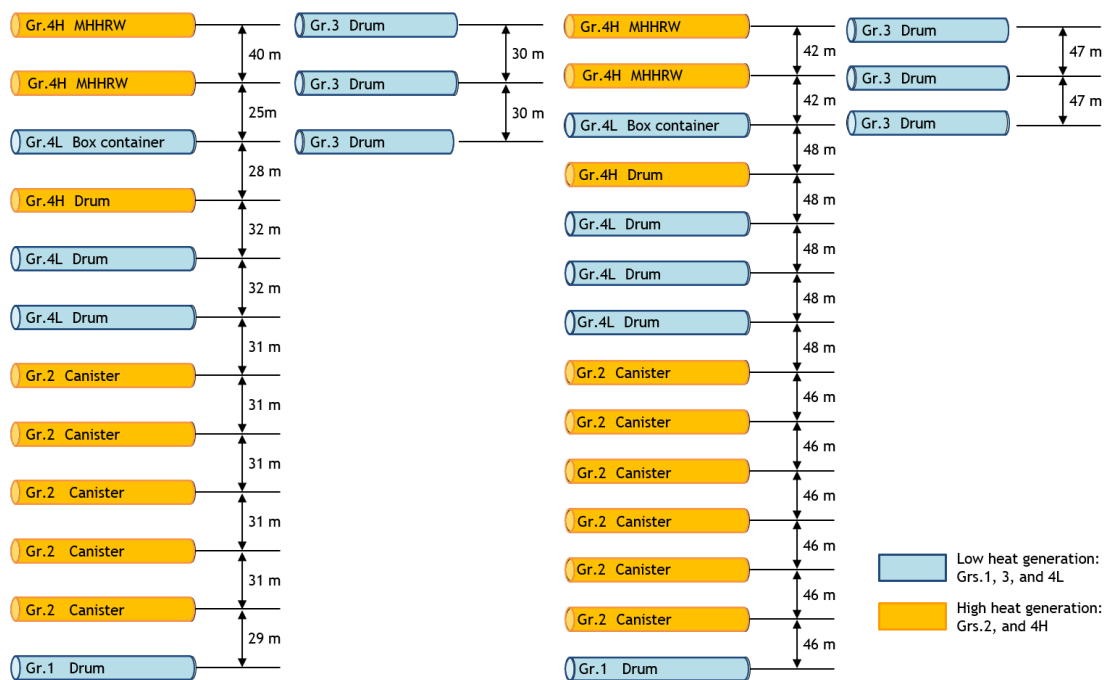 Gr.4H MHHRW
40 m
Gr.4H MHHRW
25m
Gr.4L Box container
28 m
Gr.4H Drum
32 m
Gr.4L Drum
32 m
Gr.4L Drum
31 m
Gr.2 Canister
31 m
Gr.2 Canister
31 m
Gr.2 Canister
31 m
Gr.2 Canister
31 m
Gr.2 Canister
29 m
Gr.1 Drum
Gr.3 Drum
30 m
Gr.3 Drum
30 m
Gr.3 Drum
Gr.4H MHHRW
42 m
Gr.4H MHHRW
42 m
Gr.4L Box container
48 m
Gr.4H Drum
48 m
Gr.4L Drum
48 m
Gr.4L Drum
48 m
Gr.4L Drum
48 m
Gr.2 Canister
46 m
Gr.2 Canister
46 m
Gr.2 Canister
46 m
Gr.2 Canister
46 m
Gr.2 Canister
46 m
Gr.2 Canister
46 m
Gr.1 Drum
Gr.3 Drum
47 m
Gr.3 Drum
47 m
Gr.3 Drum
Low heat generation:
Grs.1, 3, and 4L
High heat generation:
Grs.2, and 4H